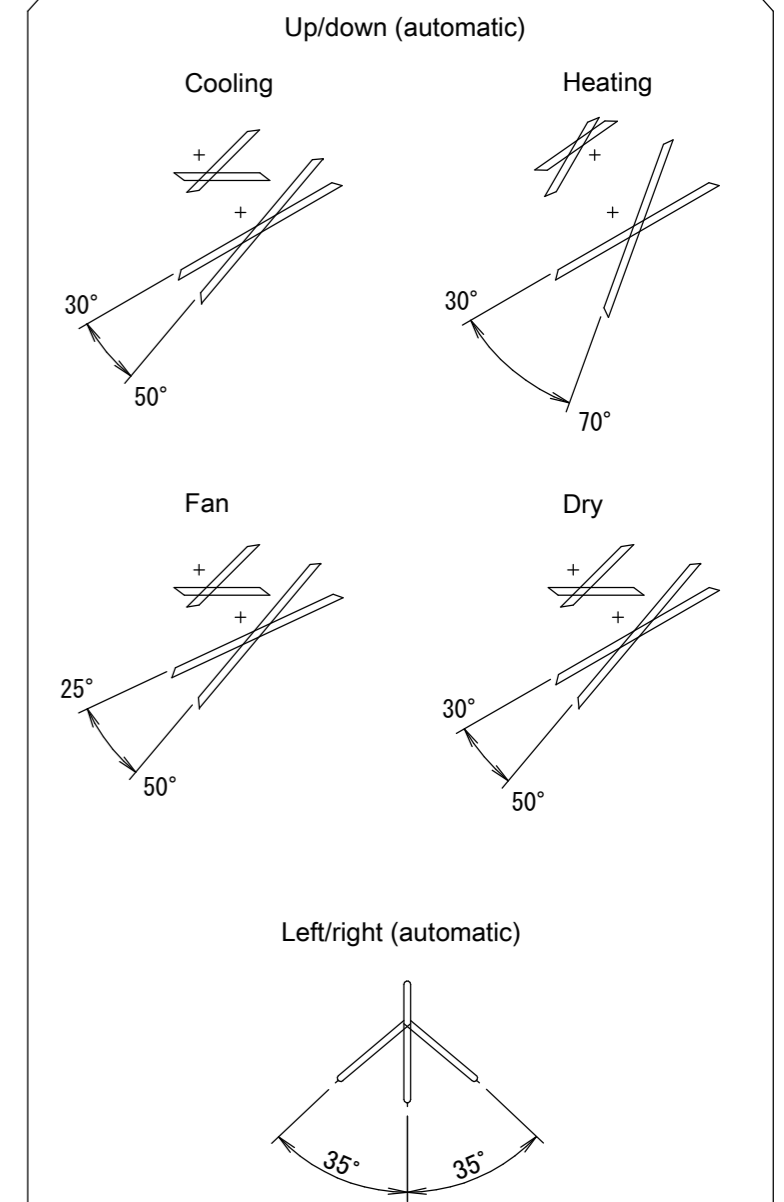 Up/down (automatic)
Cooling
Heating
30°
50°
30°
70°
Fan
Dry
25°
50°
30°
50°
Left/right (automatic)
35°
35°